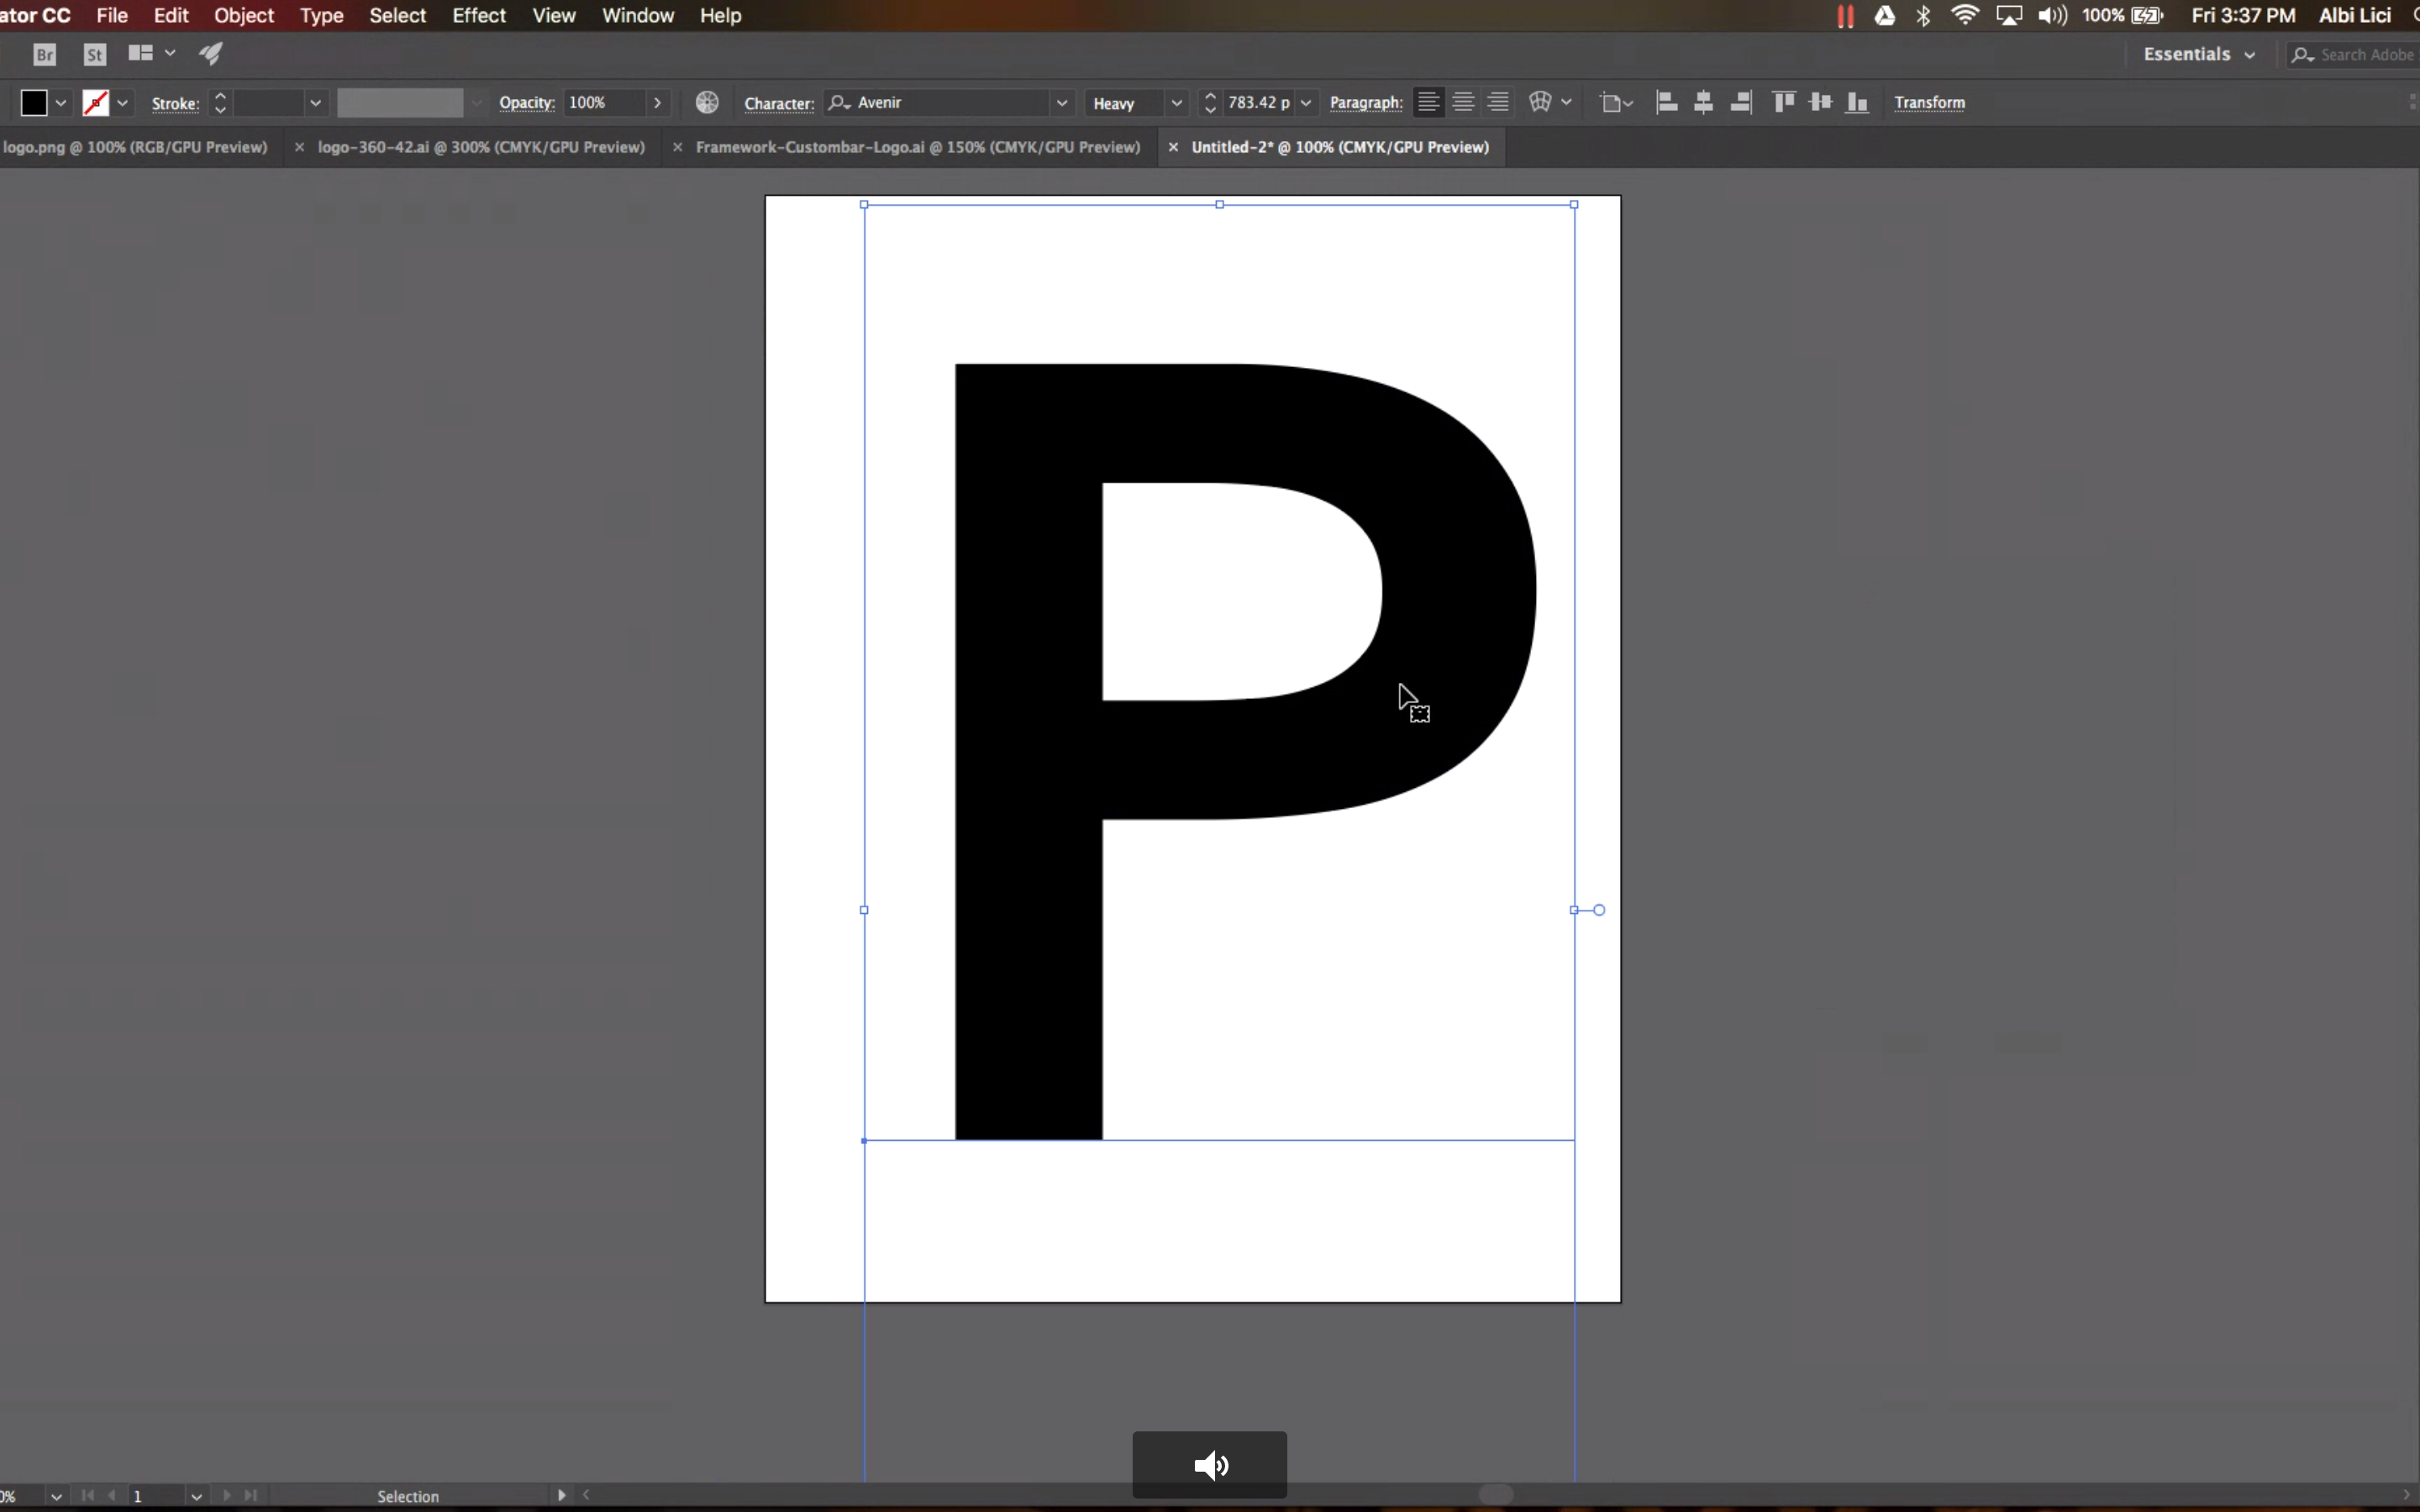 ator CC File Edit Object Type Select Effect View Window Help 100% Fri 3:37 PM Albi Lici
Br St Essentials Search Adobe
Stroke: Opacity: 100% Character: Avenir Heavy 783.42 p Paragraph: Transform
logo.png @ 100% (RGB/GPU Preview) × logo-360-42.ai @ 300% (CMYK/GPU Preview) × Framework-Custombar-Logo.ai @ 150% (CMYK/GPU Preview) × Untitled-2* @ 100% (CMYK/GPU Preview)
P
0% 1 Selection